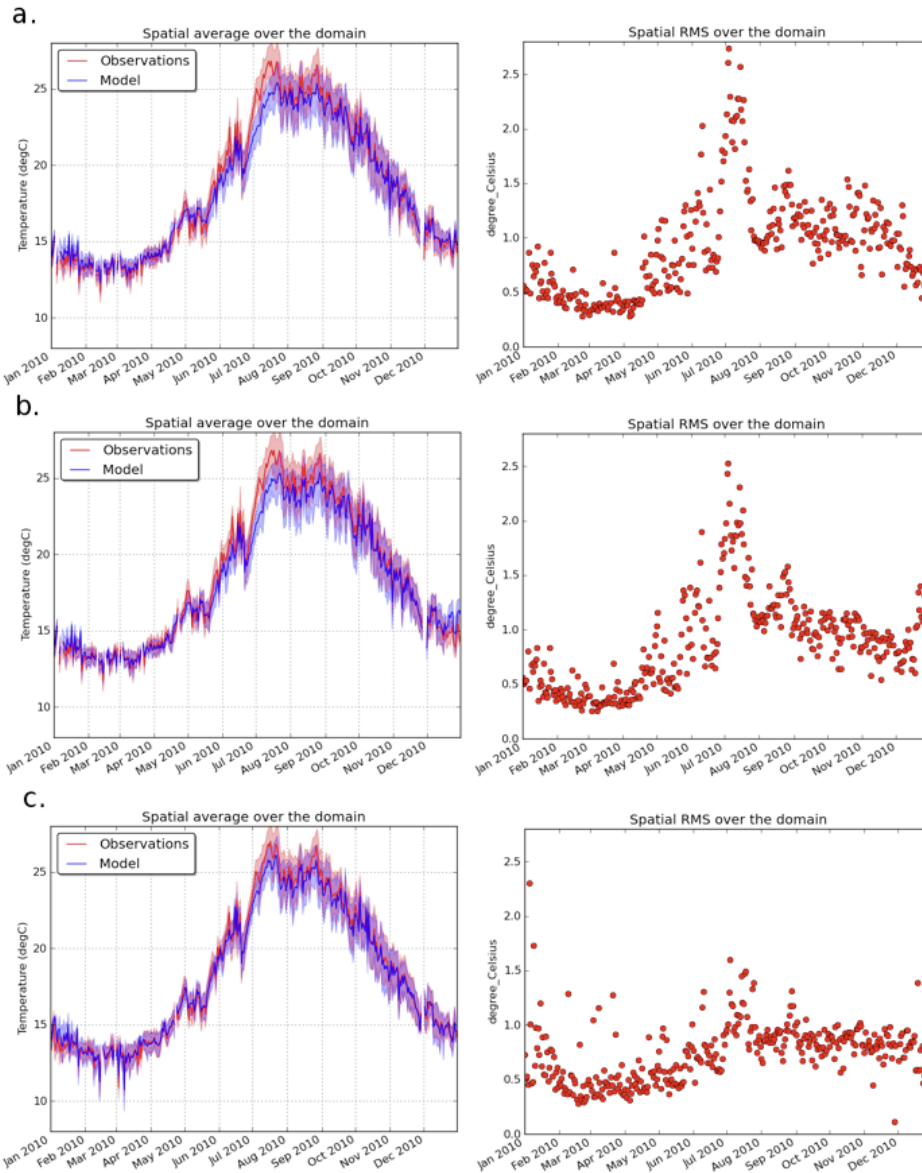 a.
Spatial average over the domain
Observations
Model
Temperature (degC)
25
20
15
10
Jan 2010
Feb 2010
Mar 2010
Apr 2010
May 2010
Jun 2010
Jul 2010
Aug 2010
Sep 2010
Oct 2010
Nov 2010
Dec 2010
Spatial RMS over the domain
degree_Celsius
2.5
2.0
1.5
1.0
0.5
0.0
Jan 2010
Feb 2010
Mar 2010
Apr 2010
May 2010
Jun 2010
Jul 2010
Aug 2010
Sep 2010
Oct 2010
Nov 2010
Dec 2010
b.
Spatial average over the domain
Observations
Model
Temperature (degC)
25
20
15
10
Jan 2010
Feb 2010
Mar 2010
Apr 2010
May 2010
Jun 2010
Jul 2010
Aug 2010
Sep 2010
Oct 2010
Nov 2010
Dec 2010
Spatial RMS over the domain
degree_Celsius
2.5
2.0
1.5
1.0
0.5
0.0
Jan 2010
Feb 2010
Mar 2010
Apr 2010
May 2010
Jun 2010
Jul 2010
Aug 2010
Sep 2010
Oct 2010
Nov 2010
Dec 2010
c.
Spatial average over the domain
Observations
Model
Temperature (degC)
25
20
15
10
Jan 2010
Feb 2010
Mar 2010
Apr 2010
May 2010
Jun 2010
Jul 2010
Aug 2010
Sep 2010
Oct 2010
Nov 2010
Dec 2010
Spatial RMS over the domain
degree_Celsius
2.5
2.0
1.5
1.0
0.5
0.0
Jan 2010
Feb 2010
Mar 2010
Apr 2010
May 2010
Jun 2010
Jul 2010
Aug 2010
Sep 2010
Oct 2010
Nov 2010
Dec 2010